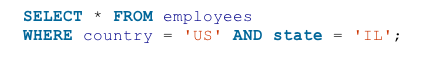 SELECT * FROM employees
WHERE country = 'US' AND state = 'IL';